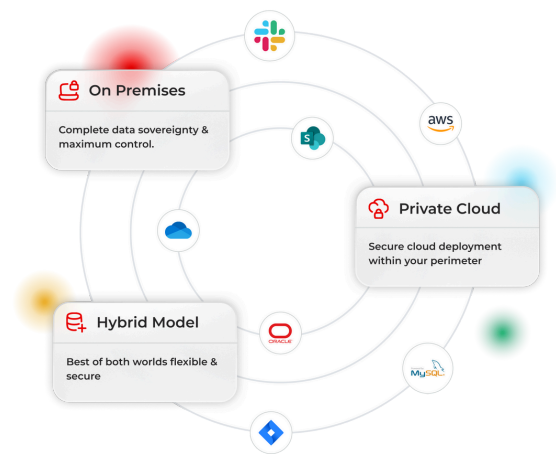 On Premises
Complete data sovereignty &
maximum control.
S
aws
Private Cloud
Secure cloud deployment
within your perimeter
Hybrid Model
Best of both worlds flexible &
secure
ORACLE
MySQL